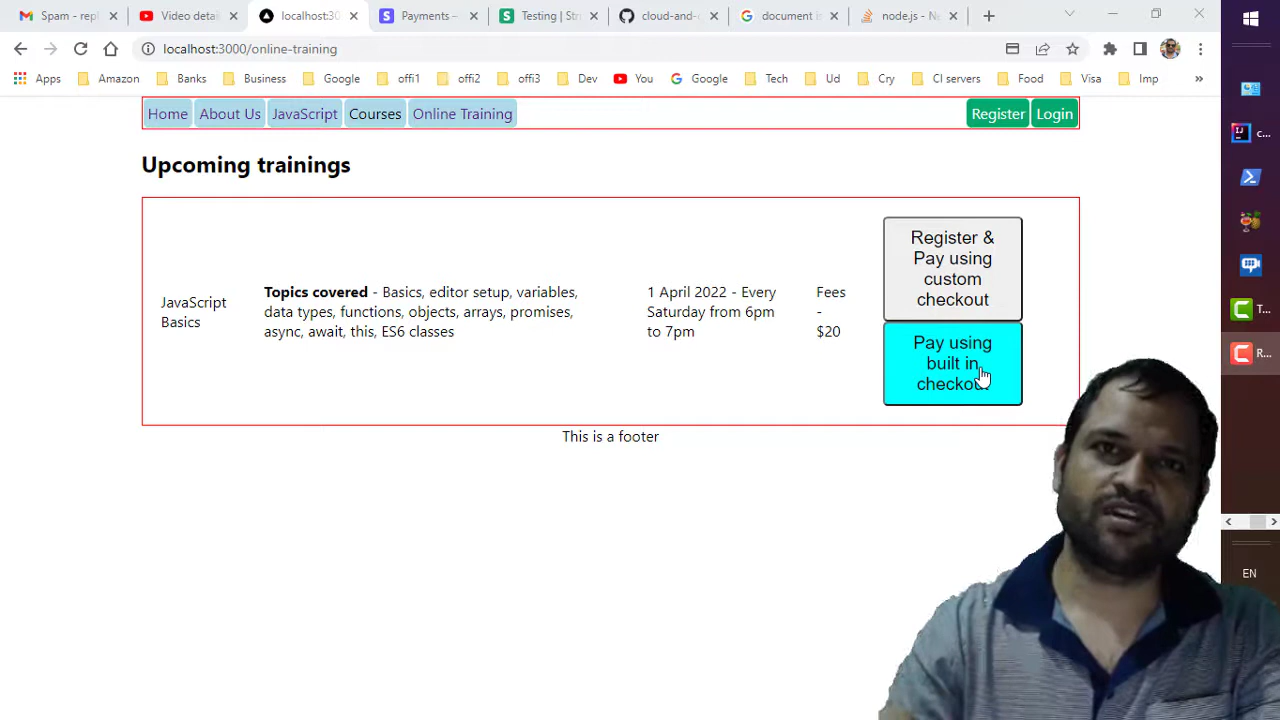 Spam - repl
Video detai
localhost:30
Payments –
Testing | Str
cloud-and-
document is
node.js - Ne
localhost:3000/online-training
Apps
Amazon
Banks
Business
Google
offi1
offi2
offi3
Dev
You
Google
Tech
Ud
Cry
CI servers
Food
Visa
Imp
»
Home
About Us
JavaScript
Courses
Online Training
Register
Login
Upcoming trainings
JavaScript
Basics
Topics covered - Basics, editor setup, variables,
data types, functions, objects, arrays, promises,
async, await, this, ES6 classes
1 April 2022 - Every
Saturday from 6pm
to 7pm
Fees
-
$20
Register &
Pay using
custom
checkout
Pay using
built in
checkout
This is a footer
c...
T...
R...
EN